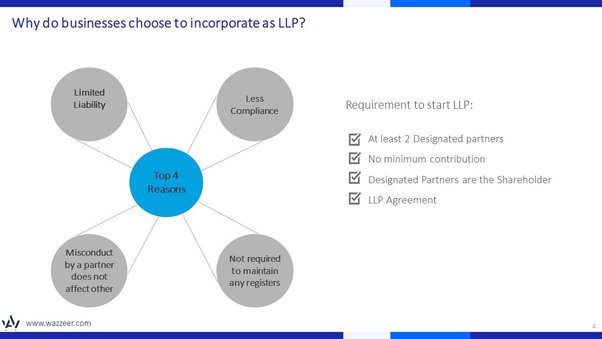 Why do businesses choose to incorporate as LLP?
Limited
Liability
Less
Compliance
Top 4
Reasons
Misconduct
by a partner
does not
affect other
Not required
to maintain
any registers
Requirement to start LLP:
At least 2 Designated partners
No minimum contribution
Designated Partners are the Shareholder
LLP Agreement
www.wazzeer.com
4